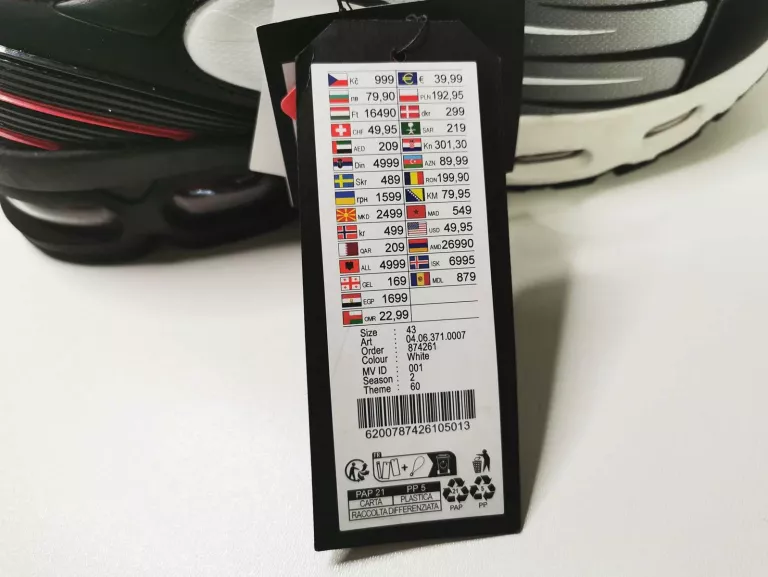 Kč 999 € 39,99
лв 79,90 PLN 192,95
Ft 16490 dkr 299
CHF 49,95 SAR 219
AED 209 Kn 301,30
Din 4999 AZN 89,99
Skr 489 RON 199,90
грн 1599 KM 79,95
MKD 2499 MAD 549
kr 499 USD 49,95
QAR 209 AMD 26990
ALL 4999 ISK 6995
GEL 169 MDL 879
EGP 1699
OMR 22,99
Size : 43
Art : 04.06.371.0007
Order : 874261
Colour : White
MV ID : 001
Season : 2
Theme : 60
6200787426105013
FR
+
PAP 21 PP 5
CARTA PLASTICA
RACCOLTA DIFFERENZIATA
21 5
PAP PP